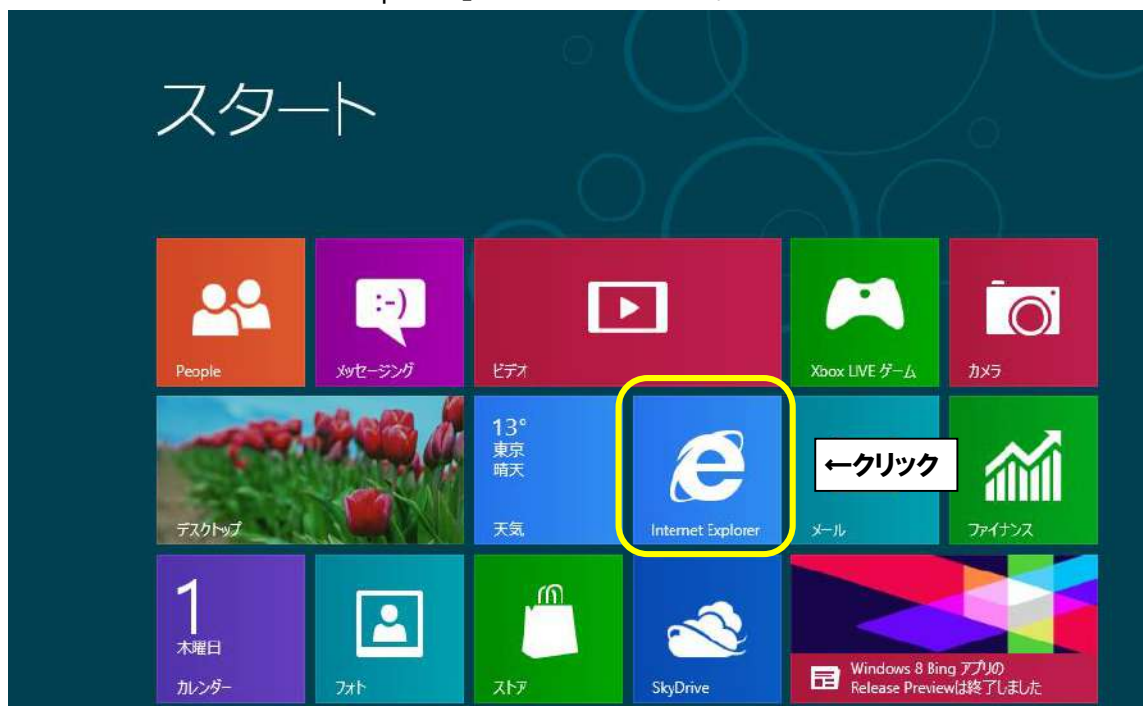 スタート
People
メッセージング
ビデオ
Xbox LIVE ゲーム
カメラ
デスクトップ
13°
東京
晴天
天気
Internet Explorer
←クリック
メール
ファイナンス
1
木曜日
カレンダー
フォト
ストア
SkyDrive
Windows 8 Bing アプリの
Release Previewは終了しました